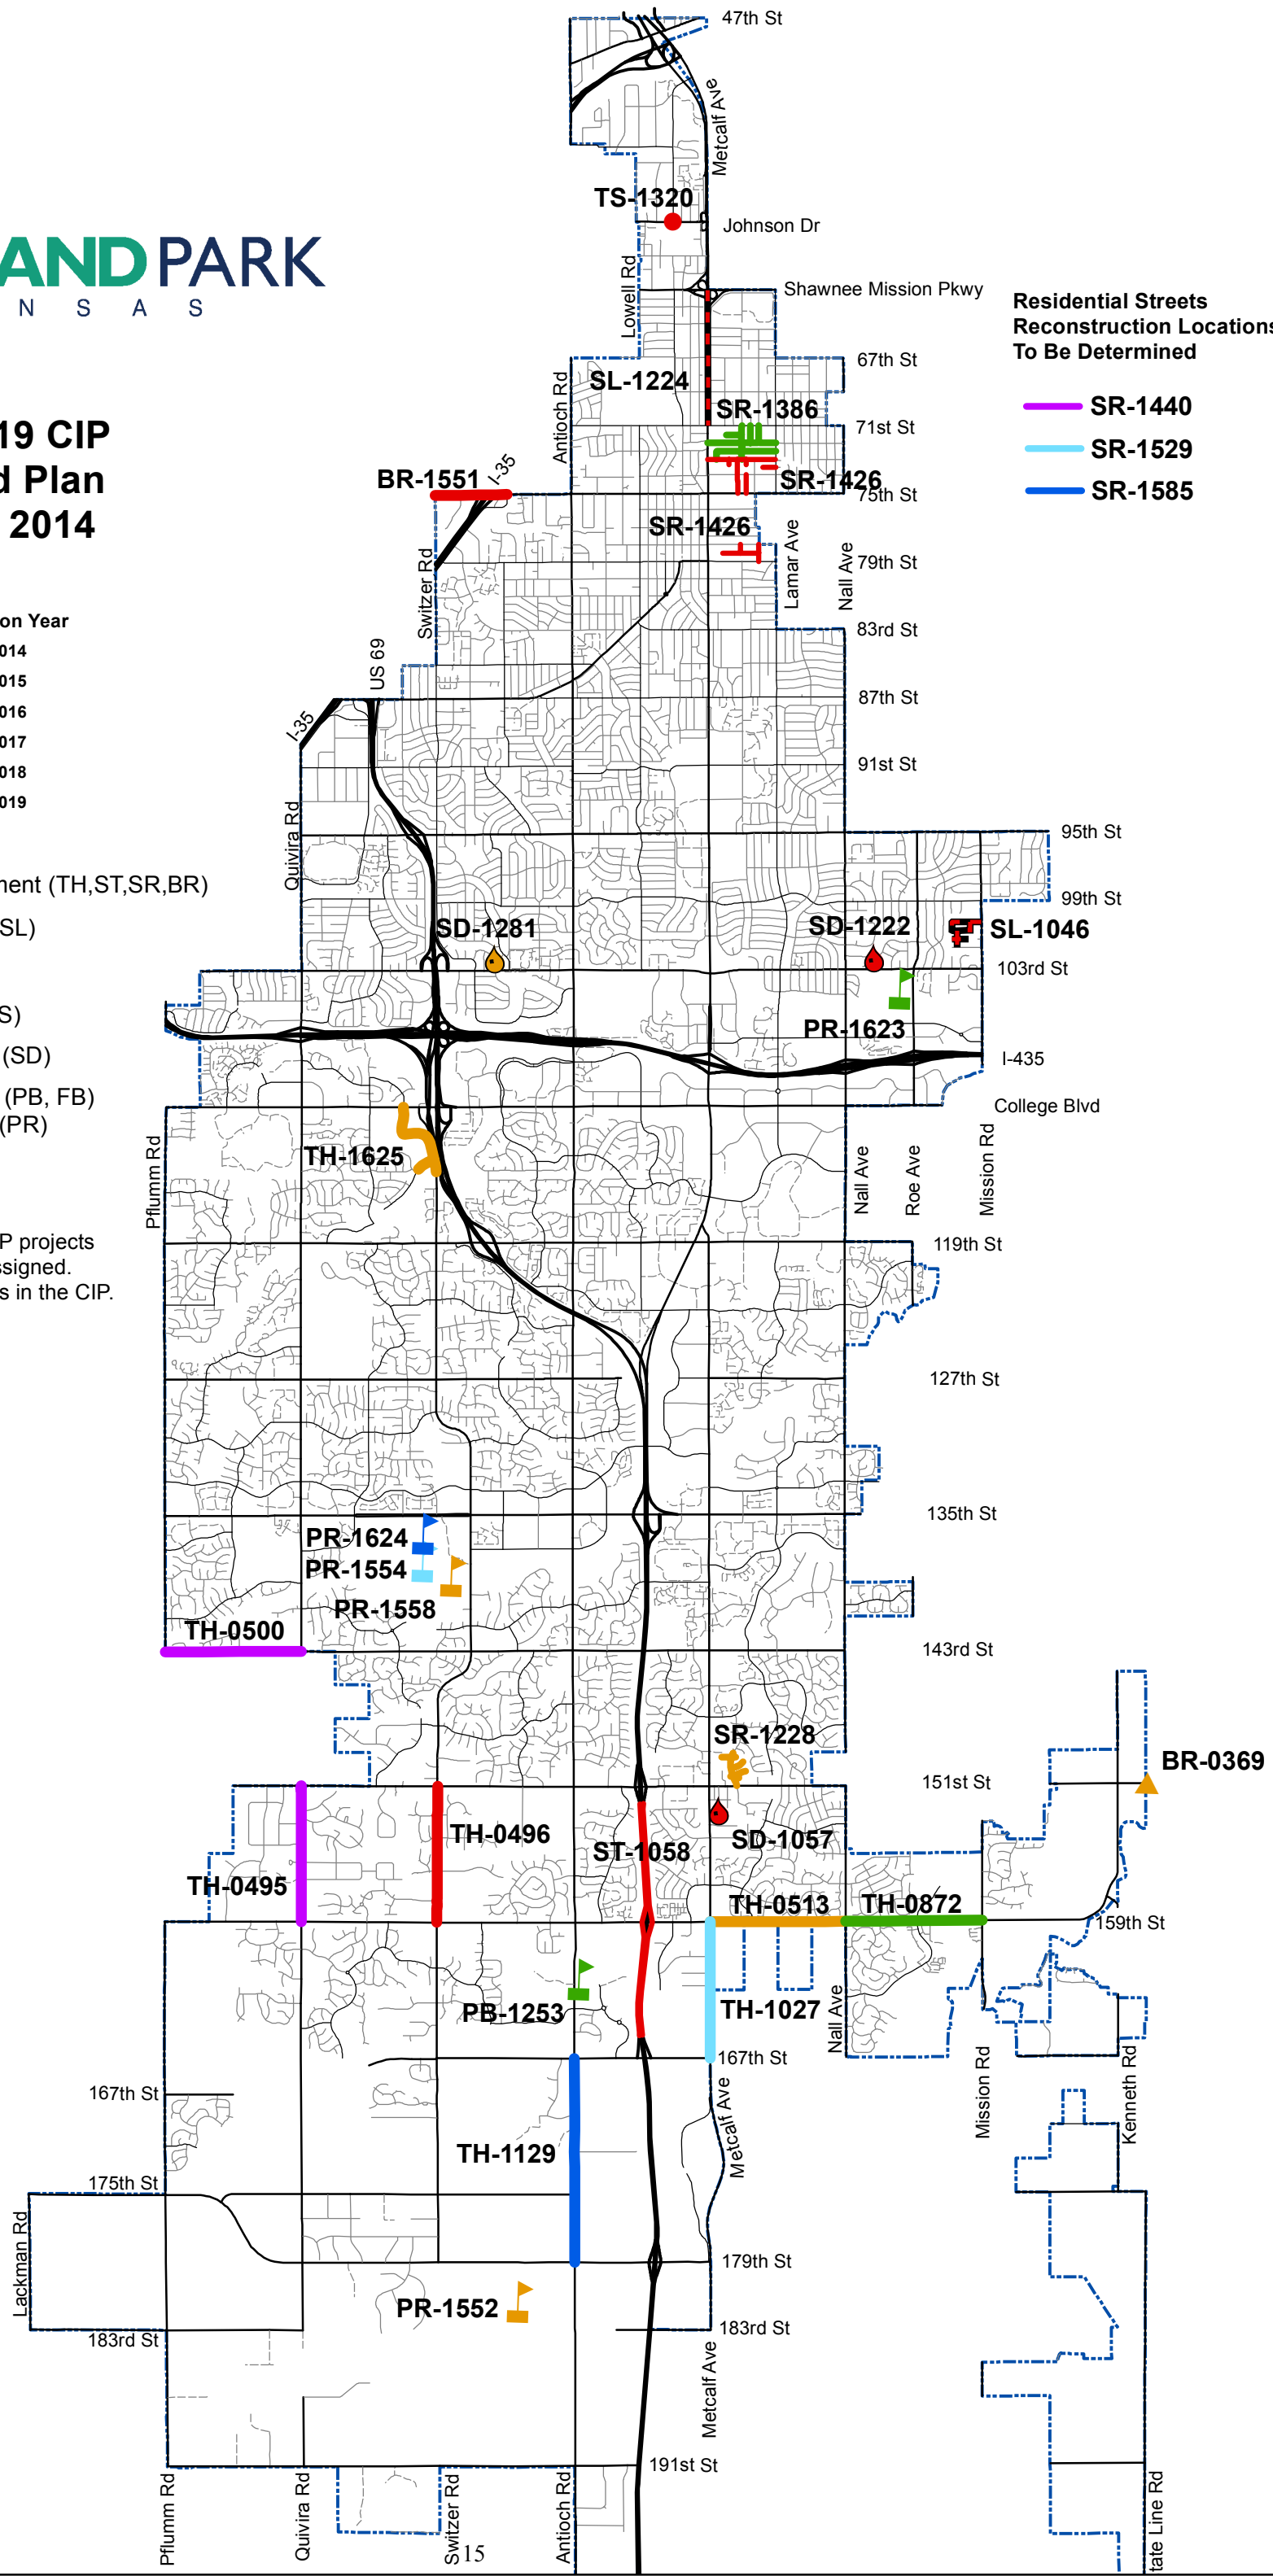 47th St
Metcalf Ave
TS-1320
Johnson Dr
AND PARK
N S A S
Lowell Rd
Shawnee Mission Pkwy
Residential Streets
Reconstruction Locations
To Be Determined
SR-1440
SR-1529
SR-1585
67th St
SL-1224
Antioch Rd
SR-1386
71st St
19 CIP
d Plan
2014
BR-1551
I-35
SR-1426
75th St
SR-1426
Switzer Rd
Lamar Ave
Nall Ave
79th St
on Year
014
015
016
017
018
019
83rd St
US 69
87th St
I-35
91st St
Quivira Rd
95th St
ment (TH,ST,SR,BR)
SL)
S)
(SD)
(PB, FB)
(PR)
99th St
SD-1281
SD-1222
SL-1046
103rd St
PR-1623
I-435
College Blvd
TH-1625
Pflumm Rd
Nall Ave
Roe Ave
Mission Rd
P projects
ssigned.
s in the CIP.
119th St
127th St
135th St
PR-1624
PR-1554
PR-1558
TH-0500
143rd St
SR-1228
BR-0369
151st St
TH-0496
ST-1058
SD-1057
TH-0495
TH-0513
TH-0872
159th St
PB-1253
TH-1027
Nall Ave
167th St
Mission Rd
Kenneth Rd
167th St
Metcalf Ave
TH-1129
175th St
Lackman Rd
179th St
PR-1552
183rd St
183rd St
Metcalf Ave
191st St
Pflumm Rd
Quivira Rd
Switzer Rd
15
Antioch Rd
tate Line Rd